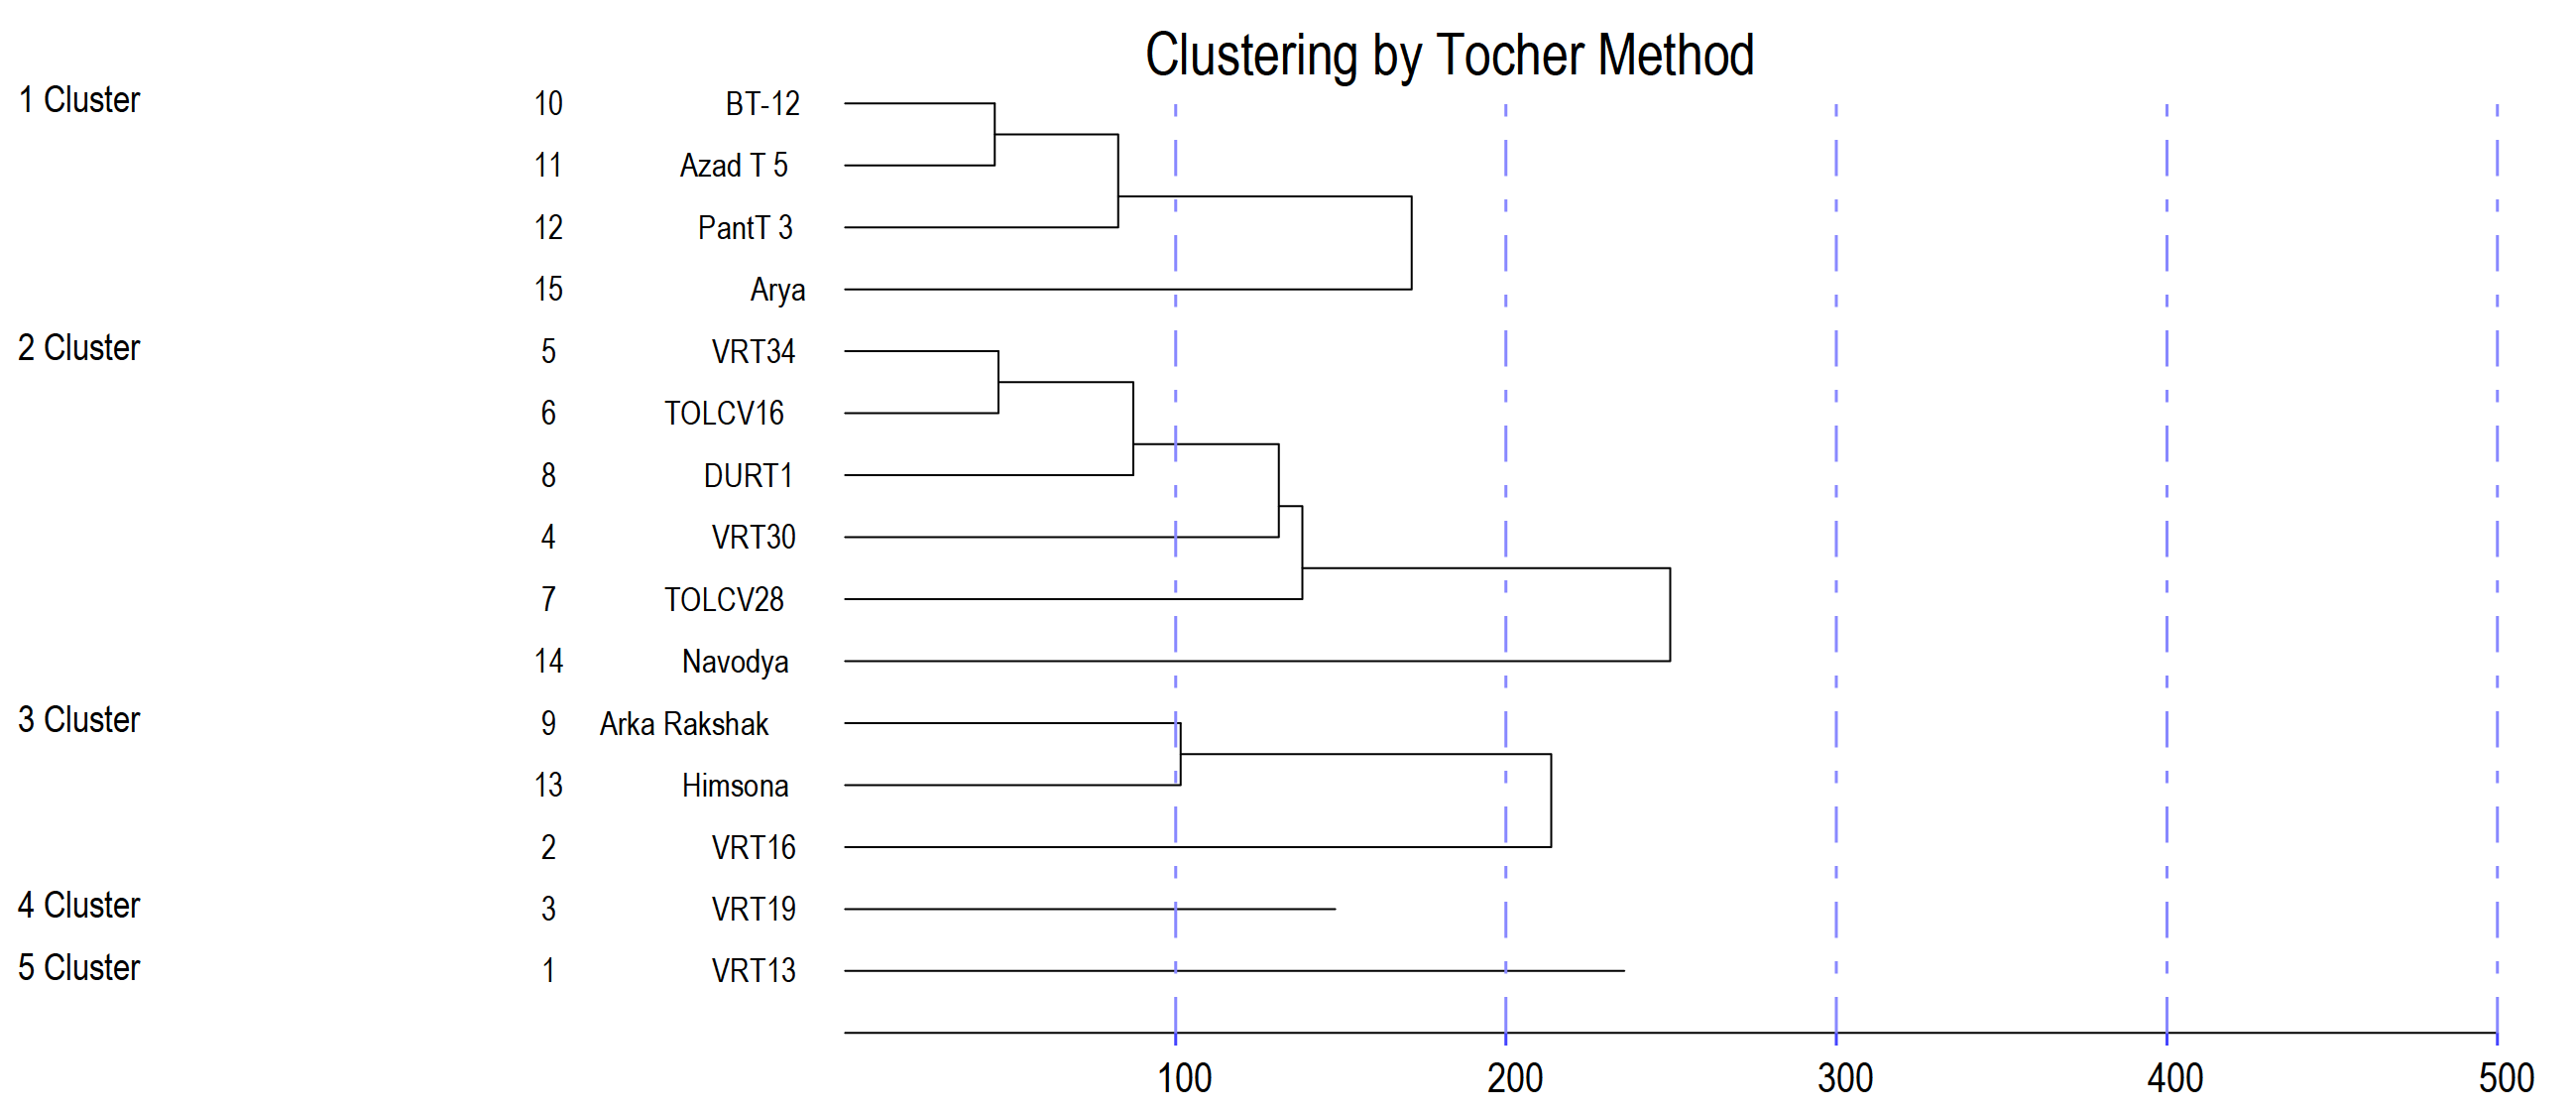 Clustering by Tocher Method
1 Cluster 10 BT-12
11 Azad T 5
12 PantT 3
15 Arya
2 Cluster 5 VRT34
6 TOLCV16
8 DURT1
4 VRT30
7 TOLCV28
14 Navodya
3 Cluster 9 Arka Rakshak
13 Himsona
2 VRT16
4 Cluster 3 VRT19
5 Cluster 1 VRT13
100 200 300 400 500